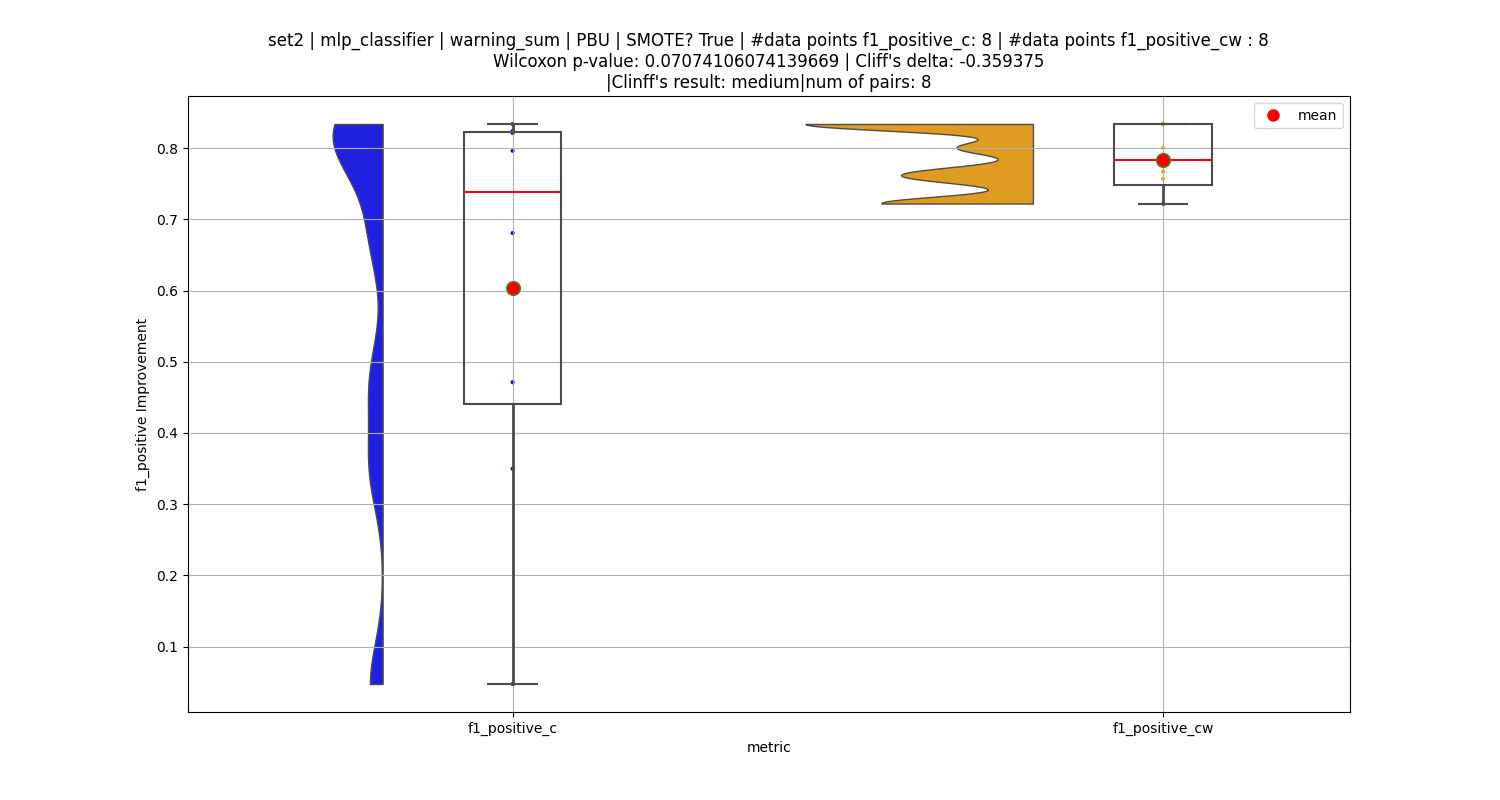 set2 | mlp_classifier | warning_sum | PBU | SMOTE? True | #data points f1_positive_c: 8 | #data points f1_positive_cw : 8
Wilcoxon p-value: 0.07074106074139669 | Cliff's delta: -0.359375
|Clinff's result: medium|num of pairs: 8
mean
0.8
0.7
0.6
0.5
0.4
0.3
0.2
0.1
f1_positive Improvement
f1_positive_c
f1_positive_cw
metric